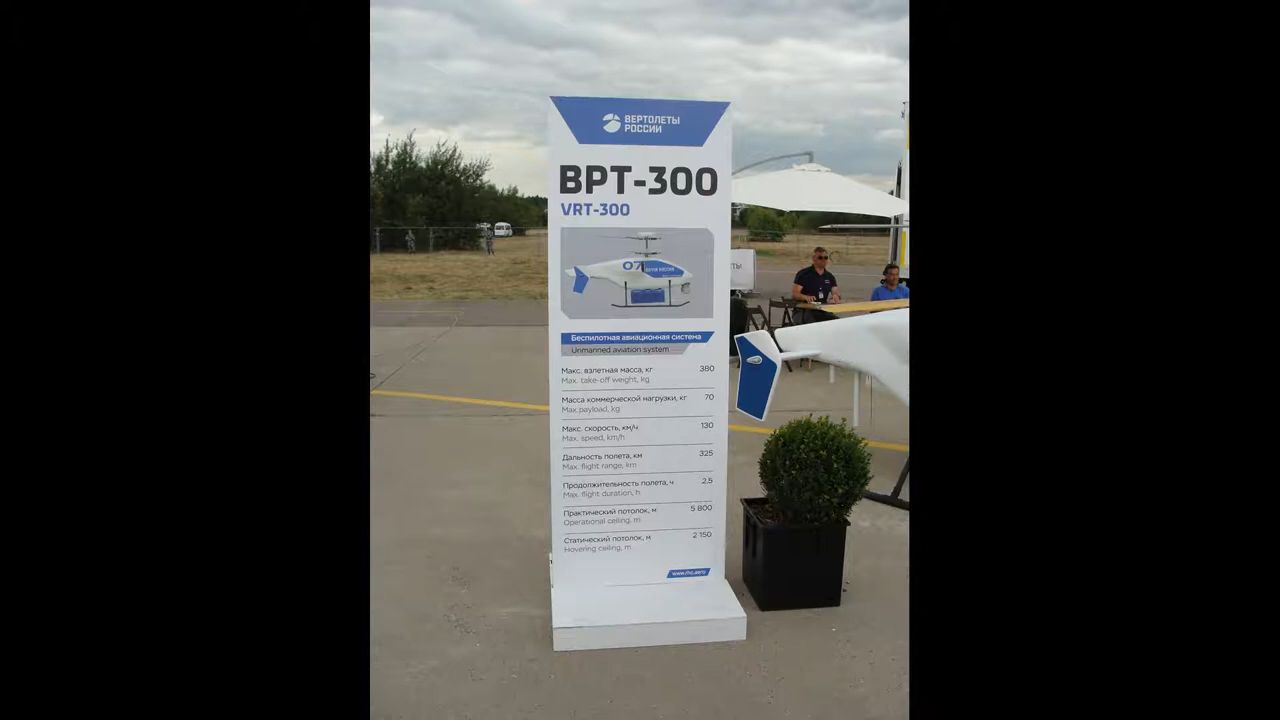 ВЕРТОЛЕТЫ
РОССИИ
ВРТ-300
VRT-300
07
Беспилотная авиационная система
Unmanned aviation system
Макс. взлетная масса, кг 380
Max. take-off weight, kg
Масса коммерческой нагрузки, кг 70
Max payload, kg
Макс. скорость, км/ч 130
Max. speed, km/h
Дальность полета, км 325
Max. flight range, km
Продолжительность полета, ч 2,5
Max. flight duration, h
Практический потолок, м 5 800
Operational ceiling, m
Статический потолок, м 2 150
Hovering ceiling, m
www.rhc.aero